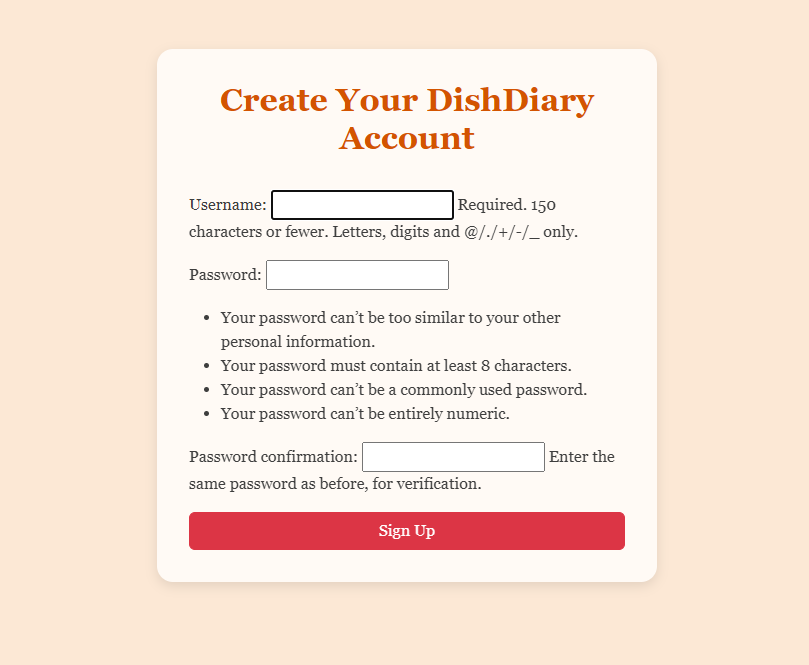 Create Your DishDiary
Account
Username: Required. 150
characters or fewer. Letters, digits and @/./+/-/_ only.
Password:
• Your password can’t be too similar to your other
personal information.
• Your password must contain at least 8 characters.
• Your password can’t be a commonly used password.
• Your password can’t be entirely numeric.
Password confirmation: Enter the
same password as before, for verification.
Sign Up